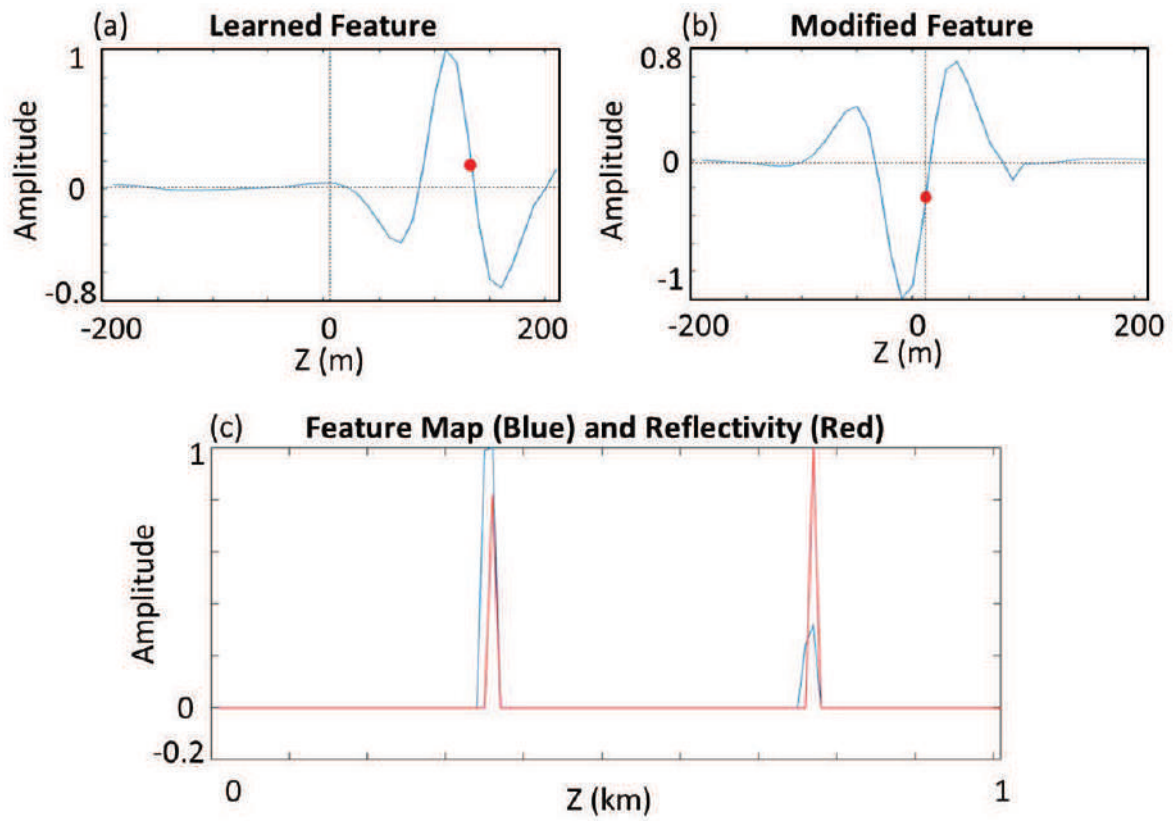 (a) Learned Feature
1
0
-0.8
Amplitude
-200 0 200
Z (m)
(b) Modified Feature
0.8
0
-1
Amplitude
-200 0 200
Z (m)
(c) Feature Map (Blue) and Reflectivity (Red)
1
0
-0.2
Amplitude
0 1
Z (km)